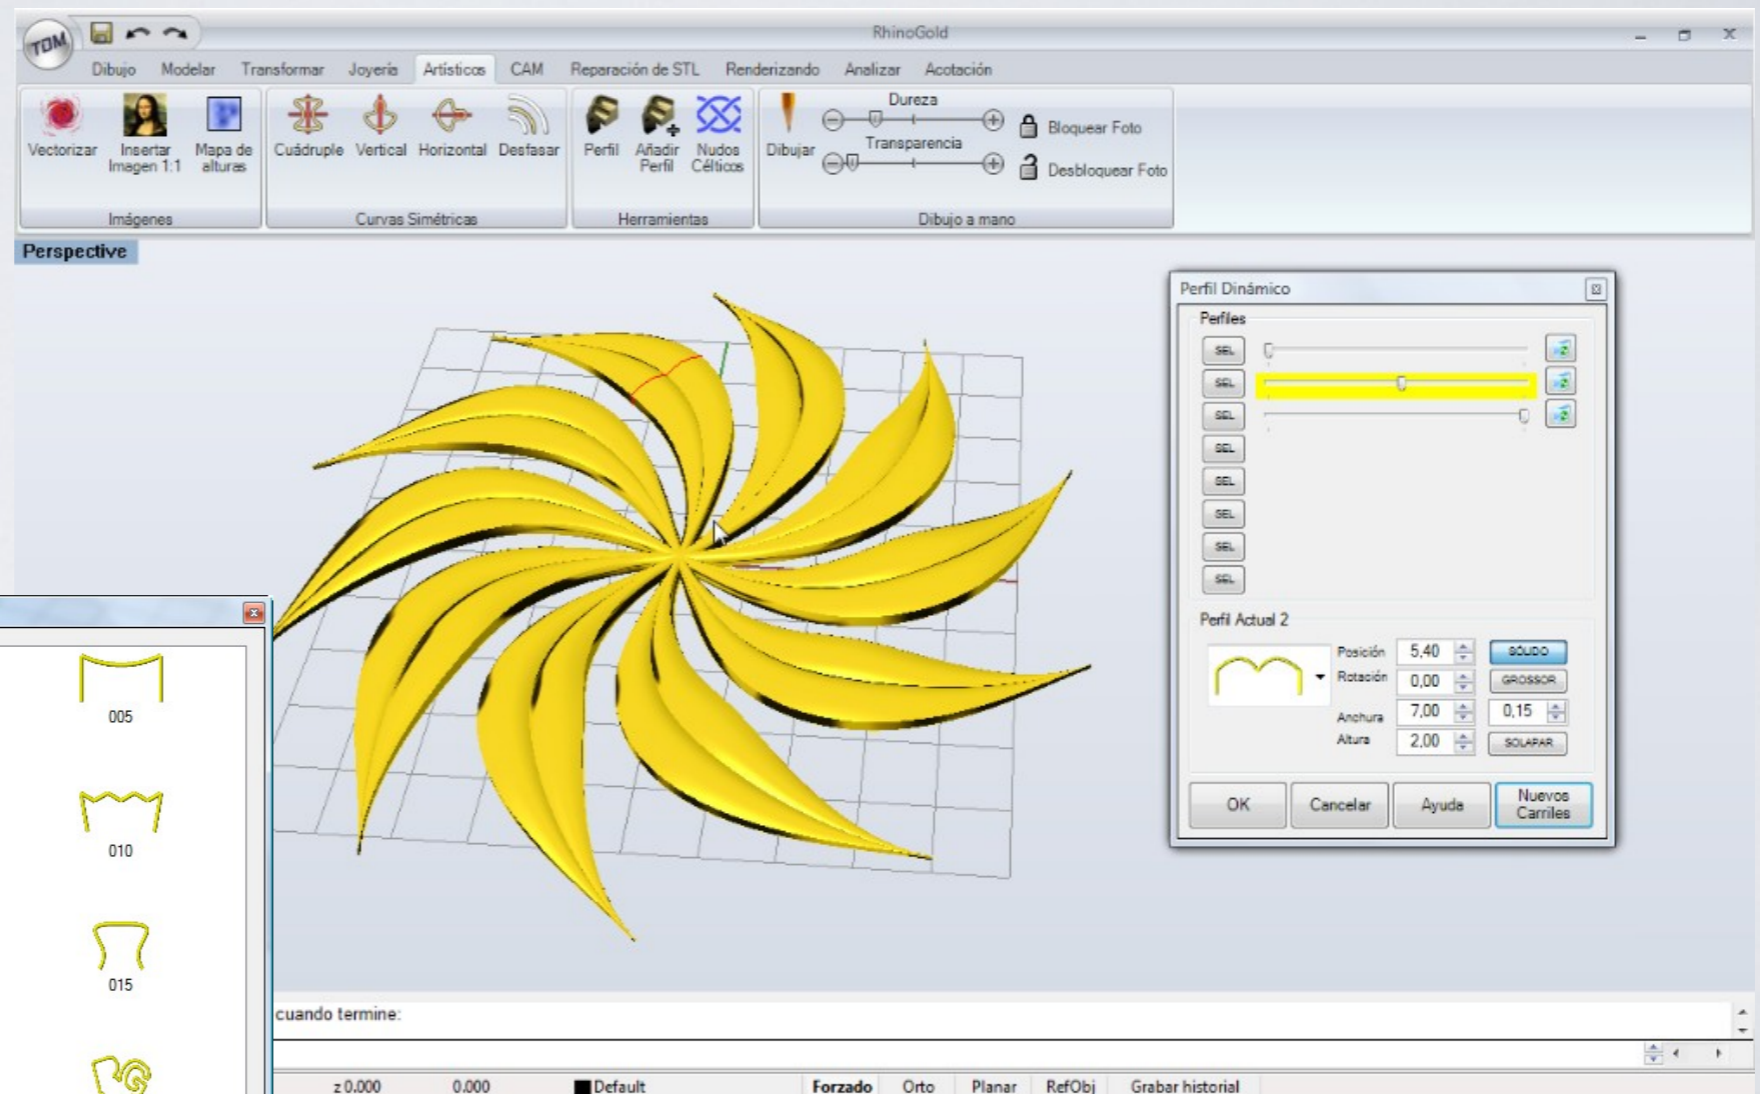 TDM
RhinoGold
Dibujo Modelar Transformar Joyería Artísticos CAM Reparación de STL Renderizando Analizar Acotación
Dureza
Bloquear Foto
Vectorizar Insertar Imagen 1:1 Mapa de alturas Cuádruple Vertical Horizontal Desfasar Perfil Añadir Perfil Nudos Célticos Dibujar
Transparencia
Desbloquear Foto
Imágenes Curvas Simétricas Herramientas Dibujo a mano
Perspective
Perfil Dinámico
Perfiles
SEL
SEL
SEL
SEL
SEL
SEL
SEL
SEL
Perfil Actual 2
Posición 5,40 SÓLIDO
Rotación 0,00 GROSSOR
Anchura 7,00 0,15
Altura 2,00 SOLAPAR
OK Cancelar Ayuda Nuevos Carriles
005
010
015
cuando termine:
z 0.000 0.000 Default Forzado Orto Planar RefObj Grabar historial